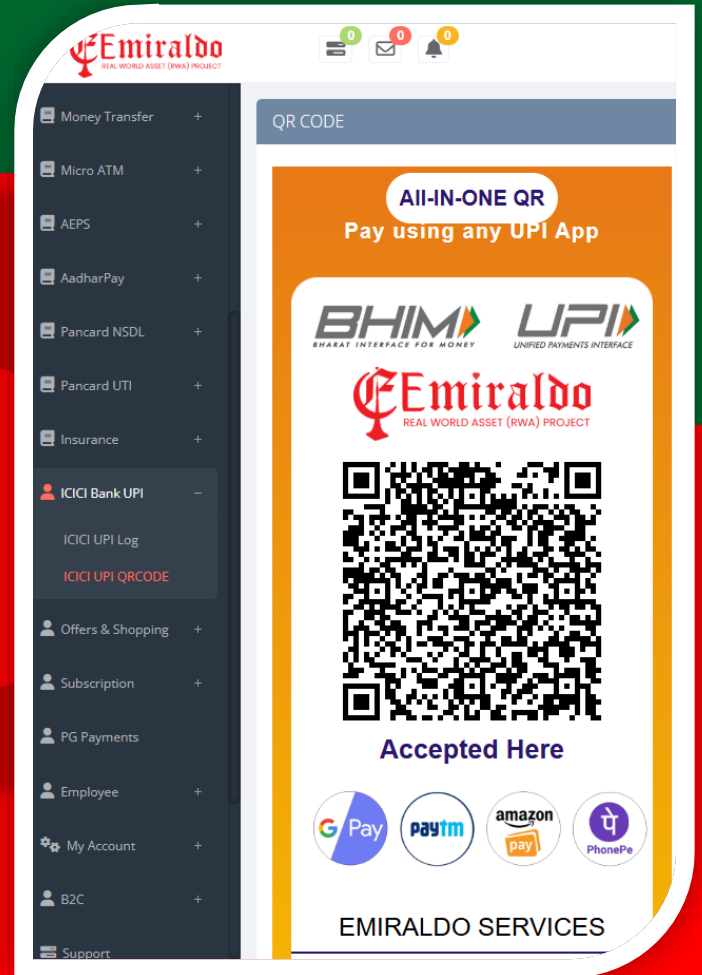 Emiraldo
REAL WORLD ASSET (RWA) PROJECT
0
0
0
Money Transfer +
Micro ATM +
AEPS +
AadharPay +
Pancard NSDL +
Pancard UTI +
Insurance +
ICICI Bank UPI −
ICICI UPI Log
ICICI UPI QRCODE
Offers & Shopping +
Subscription +
PG Payments
Employee +
My Account +
B2C +
Support
QR CODE
All-IN-ONE QR
Pay using any UPI App
BHIM
BHARAT INTERFACE FOR MONEY
UPI
UNIFIED PAYMENTS INTERFACE
Emiraldo
REAL WORLD ASSET (RWA) PROJECT
Accepted Here
G Pay
paytm
amazon
pay
पे
PhonePe
EMIRALDO SERVICES